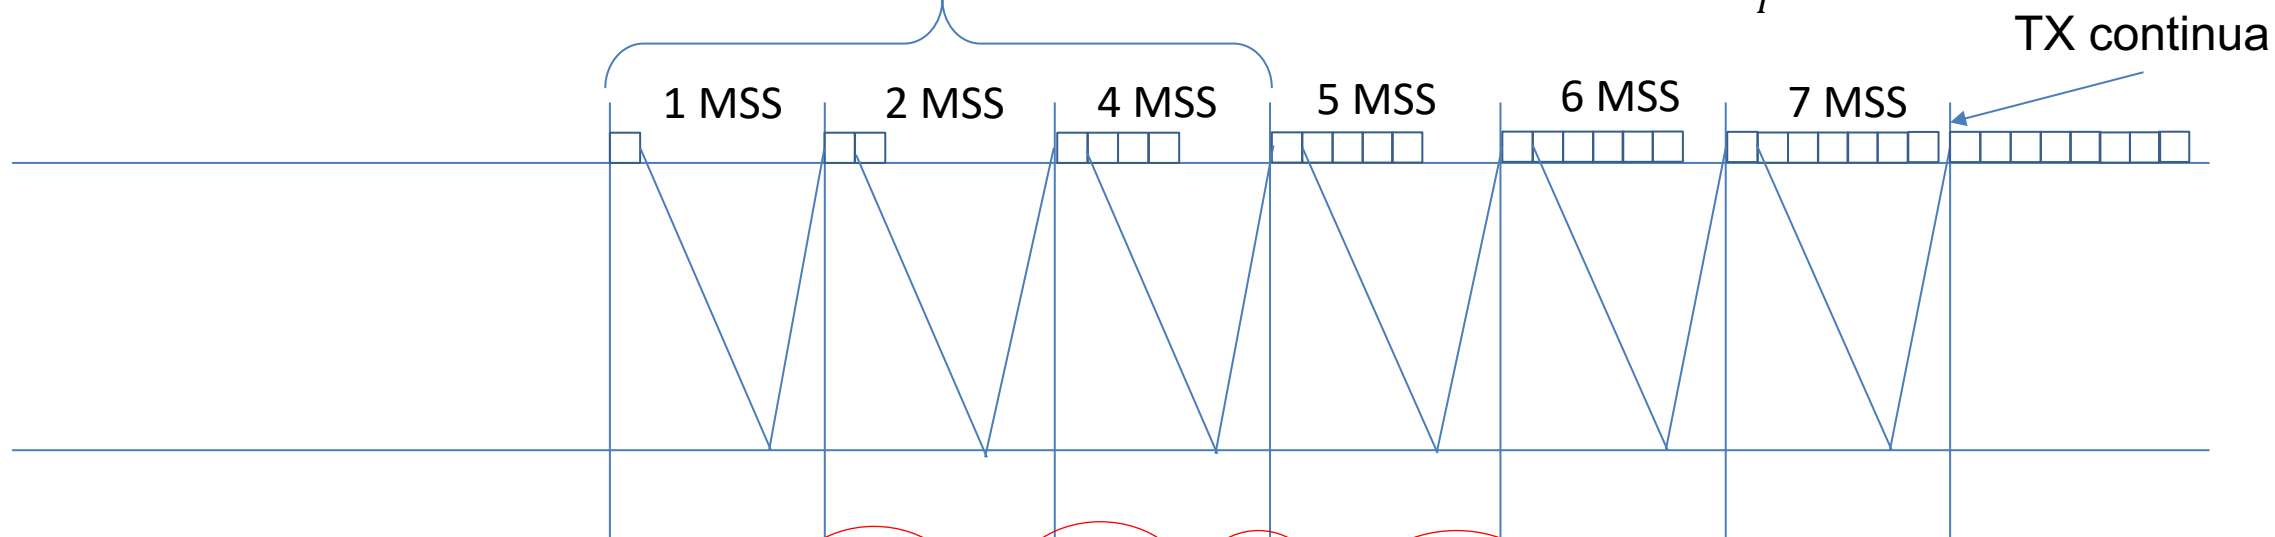 TX continua
1 MSS 2 MSS 4 MSS 5 MSS 6 MSS 7 MSS